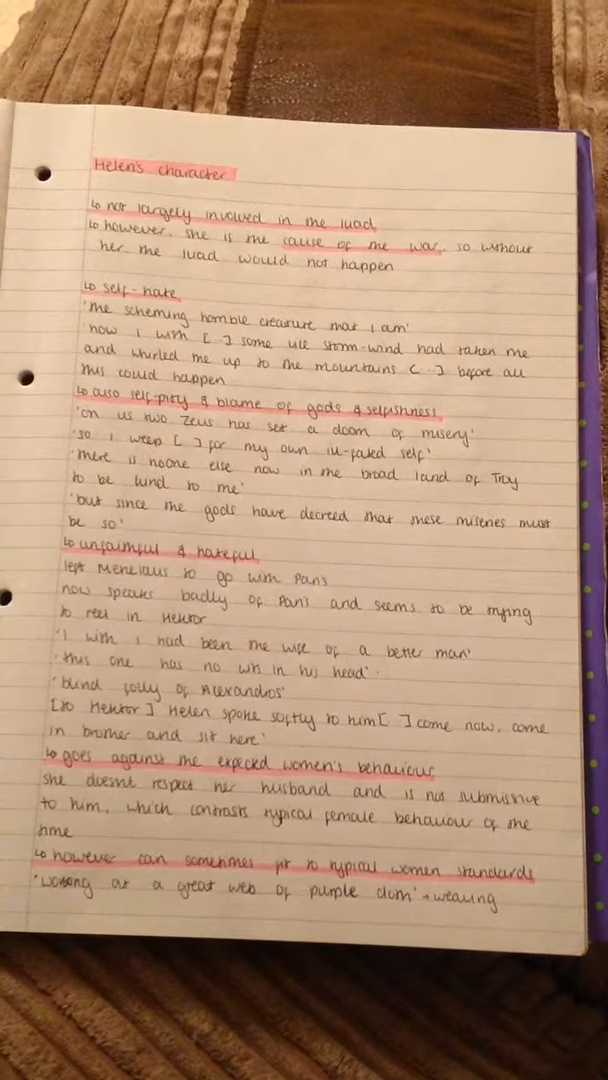 Helen's character
↳ not largely involved in the Iliad
↳ however, she is the cause of the war, so without
her the Iliad would not happen
↳ self-hate
'the scheming horrible creature that I am'
'now I wish [..] some vile storm-wind had taken me
and whirled me up to the mountains [..] before all
this could happen
↳ also self-pity & blame of gods & selfishness
'on us two Zeus has set a doom of misery'
'so I weep [ ] for my own ill-fated self'
'there is noone else now in the broad land of Troy
to be kind to me'
'but since the gods have decreed that these miseries must
be so'
↳ unfaithful & hateful
left Menelaus to go with Paris
now speaks badly of Paris and seems to be trying
to reel in Hektor
'I wish I had been the wife of a better man'
'this one has no wits in his head'
'blind folly of Alexandros'
[to Hektor] Helen spoke softly to him [ ] come now, come
in brother and sit here'
↳ goes against the expected women's behaviour
she doesnt respect her husband and is not submissive
to him, which contrasts typical female behaviour of the
time
↳ however can sometimes fit to typical women standards
'working at a great web of purple cloth' → weaving